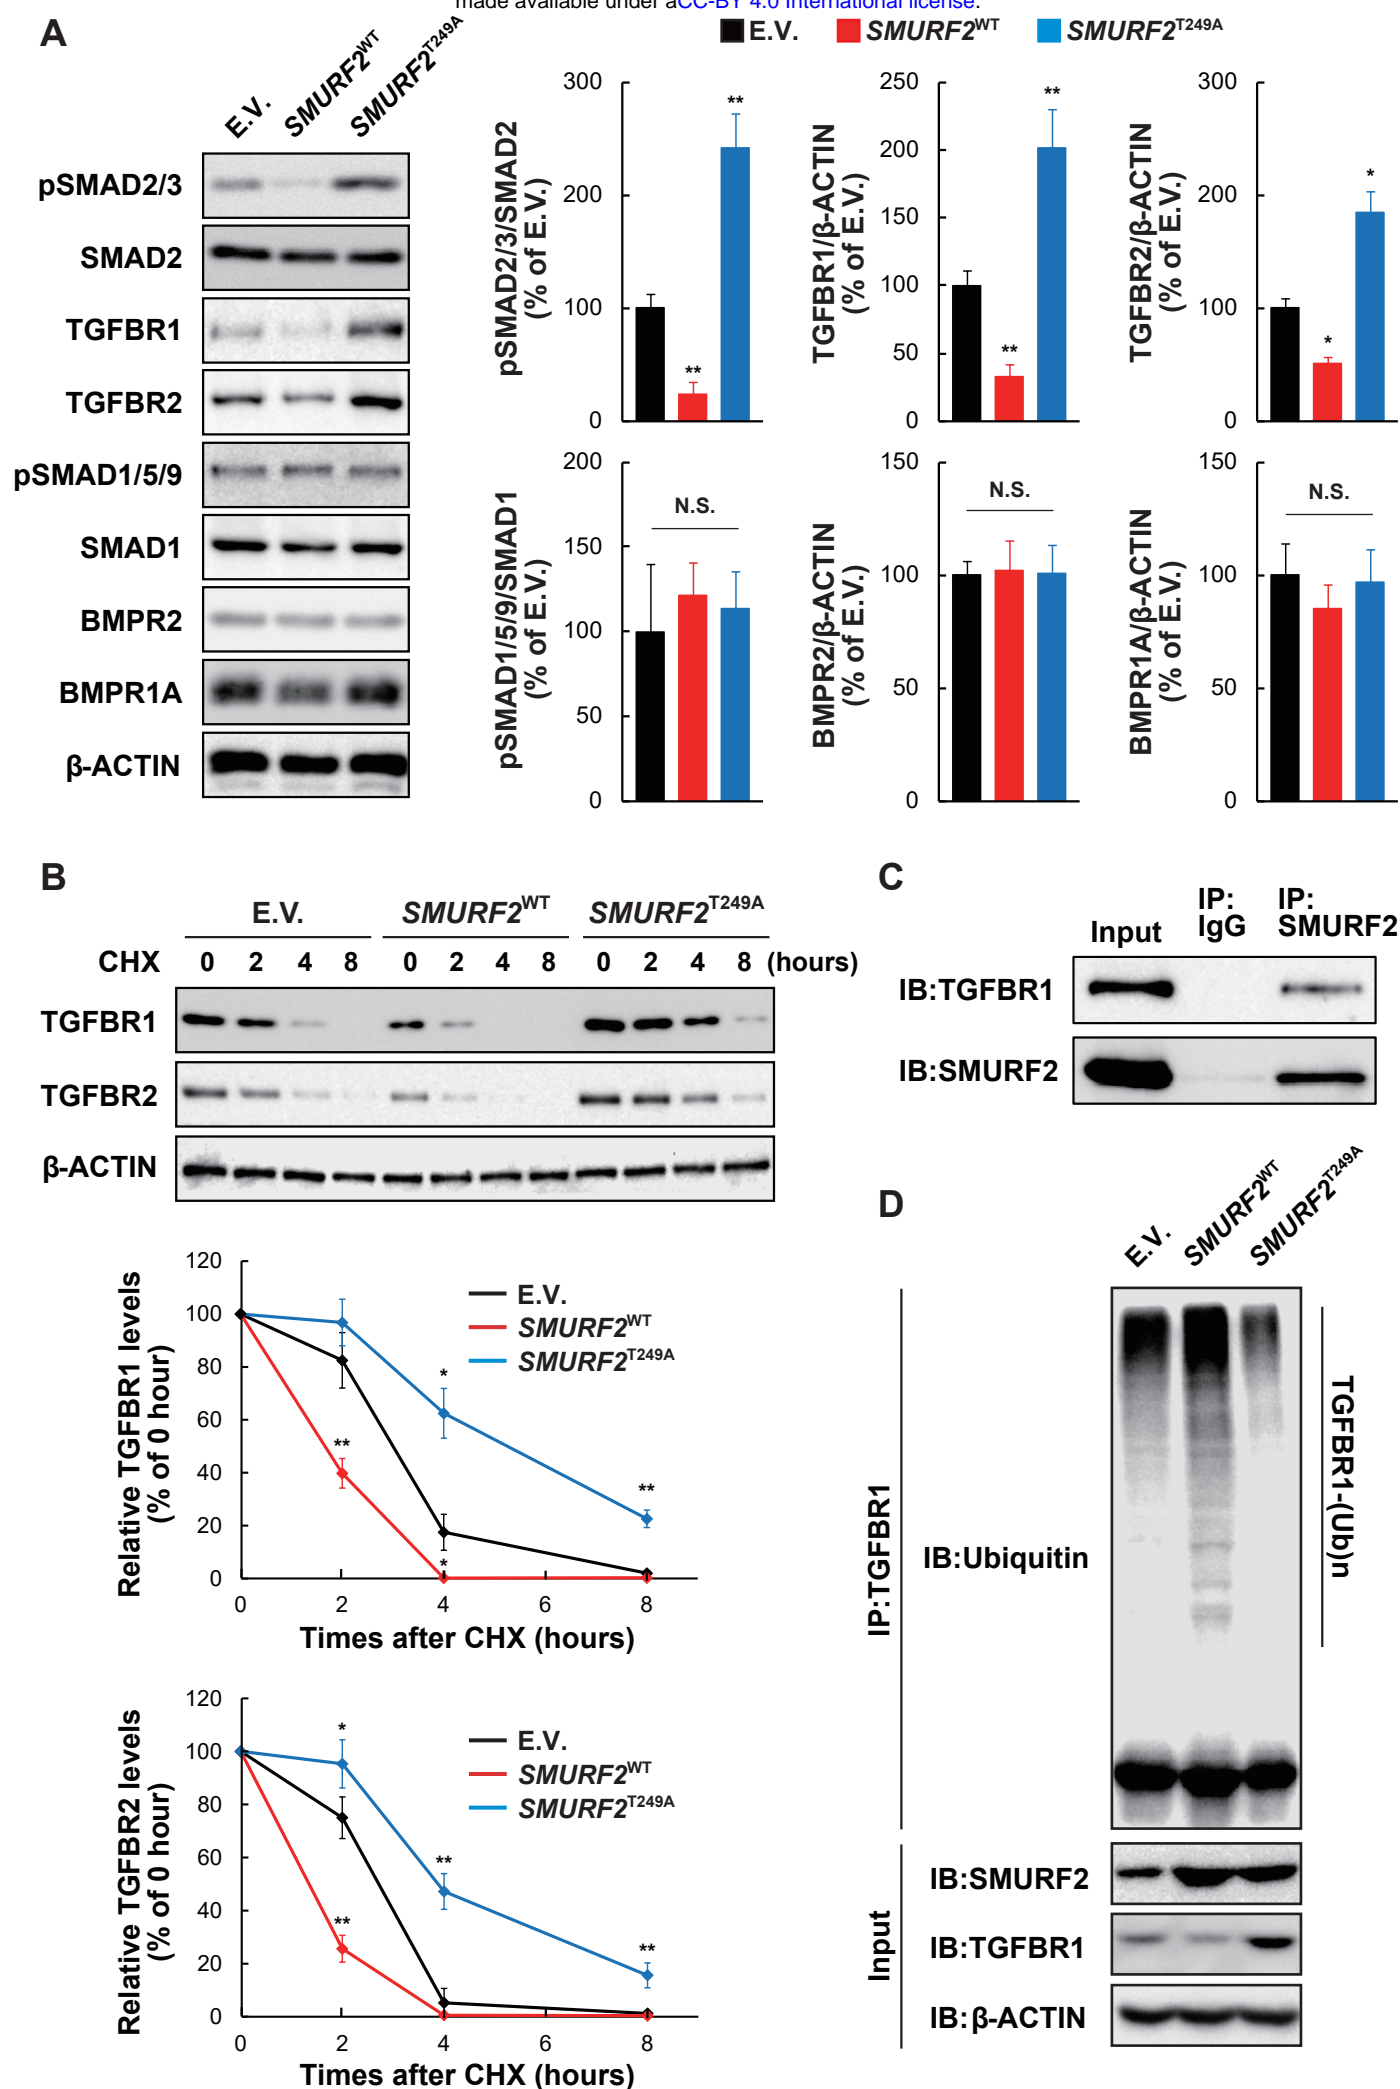 made available under aCC-BY 4.0 International license.
A
E.V. SMURF2WT SMURF2T249A
E.V. SMURF2WT SMURF2T249A
pSMAD2/3
SMAD2
TGFBR1
TGFBR2
pSMAD1/5/9
SMAD1
BMPR2
BMPR1A
β-ACTIN
pSMAD2/3/SMAD2
(% of E.V.)
300
200
100
0
**
**
TGFBR1/β-ACTIN
(% of E.V.)
250
200
150
100
50
0
**
**
TGFBR2/β-ACTIN
(% of E.V.)
300
200
100
0
*
*
pSMAD1/5/9/SMAD1
(% of E.V.)
200
150
100
50
0
N.S.
BMPR2/β-ACTIN
(% of E.V.)
150
100
50
0
N.S.
BMPR1A/β-ACTIN
(% of E.V.)
150
100
50
0
N.S.
B
E.V. SMURF2WT SMURF2T249A
CHX 0 2 4 8 0 2 4 8 0 2 4 8 (hours)
TGFBR1
TGFBR2
β-ACTIN
Relative TGFBR1 levels
(% of 0 hour)
120
100
80
60
40
20
0
E.V.
SMURF2WT
SMURF2T249A
**
*
*
**
0 2 4 6 8
Times after CHX (hours)
Relative TGFBR2 levels
(% of 0 hour)
120
100
80
60
40
20
0
E.V.
SMURF2WT
SMURF2T249A
*
**
**
**
0 2 4 6 8
Times after CHX (hours)
C
Input IP: IgG IP: SMURF2
IB:TGFBR1
IB:SMURF2
D
E.V. SMURF2WT SMURF2T249A
IP:TGFBR1
IB:Ubiquitin
TGFBR1-(Ub)n
Input
IB:SMURF2
IB:TGFBR1
IB:β-ACTIN